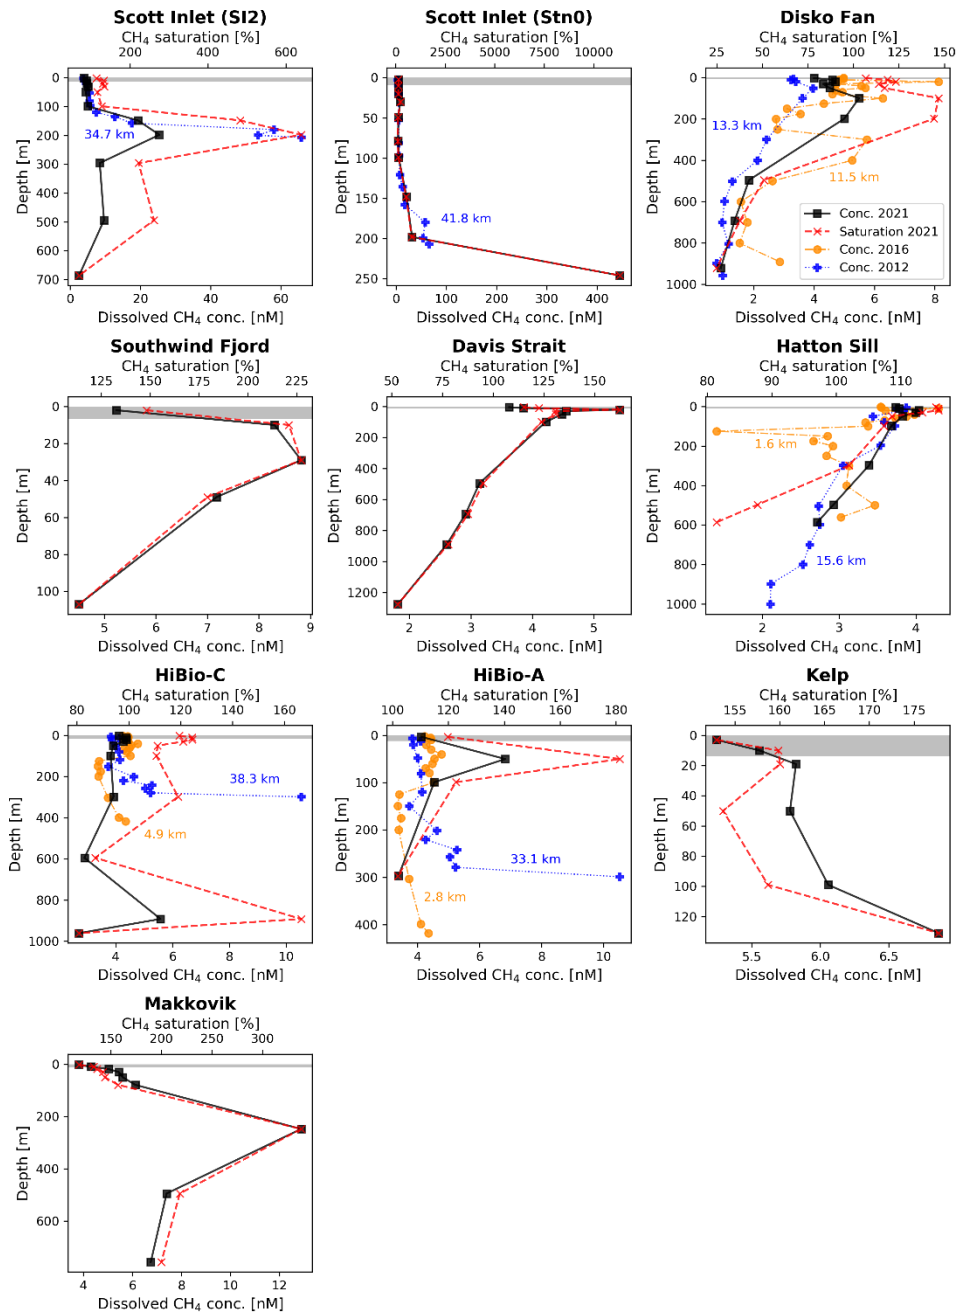 Scott Inlet (SI2)
CH₄ saturation [%]
200 400 600
0
100
200
300
400
500
600
700
Depth [m]
34.7 km
0 20 40 60
Dissolved CH₄ conc. [nM]
Scott Inlet (Stn0)
CH₄ saturation [%]
0 2500 5000 7500 10000
0
50
100
150
200
250
Depth [m]
41.8 km
0 100 200 300 400
Dissolved CH₄ conc. [nM]
Disko Fan
CH₄ saturation [%]
25 50 75 100 125 150
0
200
400
600
800
1000
Depth [m]
13.3 km
11.5 km
Conc. 2021
Saturation 2021
Conc. 2016
Conc. 2012
2 4 6 8
Dissolved CH₄ conc. [nM]
Southwind Fjord
CH₄ saturation [%]
125 150 175 200 225
0
20
40
60
80
100
Depth [m]
5 6 7 8 9
Dissolved CH₄ conc. [nM]
Davis Strait
CH₄ saturation [%]
50 75 100 125 150
0
200
400
600
800
1000
1200
Depth [m]
2 3 4 5
Dissolved CH₄ conc. [nM]
Hatton Sill
CH₄ saturation [%]
80 90 100 110
0
200
400
600
800
1000
Depth [m]
1.6 km
15.6 km
2 3 4
Dissolved CH₄ conc. [nM]
HiBio-C
CH₄ saturation [%]
80 100 120 140 160
0
200
400
600
800
1000
Depth [m]
38.3 km
4.9 km
4 6 8 10
Dissolved CH₄ conc. [nM]
HiBio-A
CH₄ saturation [%]
100 120 140 160 180
0
100
200
300
400
Depth [m]
33.1 km
2.8 km
4 6 8 10
Dissolved CH₄ conc. [nM]
Kelp
CH₄ saturation [%]
155 160 165 170 175
0
20
40
60
80
100
120
Depth [m]
5.5 6.0 6.5
Dissolved CH₄ conc. [nM]
Makkovik
CH₄ saturation [%]
150 200 250 300
0
200
400
600
Depth [m]
4 6 8 10 12
Dissolved CH₄ conc. [nM]